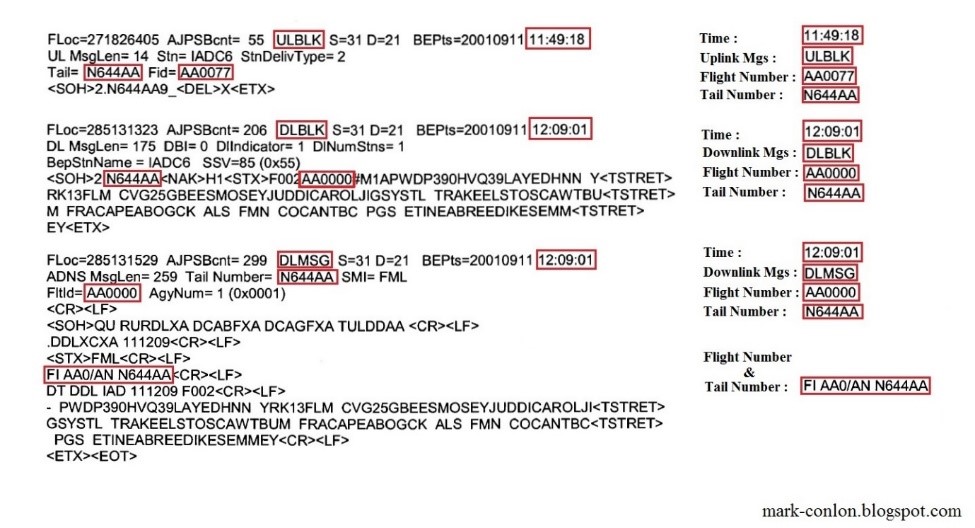 FLoc=271826405 AJPSBcnt= 55 ULBLK S=31 D=21 BEPts=20010911 11:49:18
UL MsgLen= 14 Stn= IADC6 StnDelivType= 2
Tail= N644AA Fid= AA0077
<SOH>2.N644AA9_<DEL>X<ETX>
Time : 11:49:18
Uplink Mgs : ULBLK
Flight Number : AA0077
Tail Number : N644AA
FLoc=285131323 AJPSBcnt= 206 DLBLK S=31 D=21 BEPts=20010911 12:09:01
DL MsgLen= 175 DBI= 0 DlIndicator= 1 DlNumStns= 1
BepStnName = IADC6 SSV=85 (0x55)
<SOH>2 N644AA<NAK>H1<STX>F002AA0000#M1APWDP390HVQ39LAYEDHNN Y<TSTRET>
RK13FLM CVG25GBEESMOSEYJUDDICAROLJIGSYSTL TRAKEELSTOSCAWTBU<TSTRET>
M FRACAPEABOGCK ALS FMN COCANTBC PGS ETINEABREEDIKESEMM<TSTRET>
EY<ETX>
Time : 12:09:01
Downlink Mgs : DLBLK
Flight Number : AA0000
Tail Number : N644AA
FLoc=285131529 AJPSBcnt= 299 DLMSG S=31 D=21 BEPts=20010911 12:09:01
ADNS MsgLen= 259 Tail Number= N644AA SMI= FML
FltId= AA0000 AgyNum= 1 (0x0001)
<CR><LF>
<SOH>QU RURDLXA DCABFXA DCAGFXA TULDDAA <CR><LF>
.DDLXCXA 111209<CR><LF>
<STX>FML<CR><LF>
FI AA0/AN N644AA<CR><LF>
DT DDL IAD 111209 F002<CR><LF>
- PWDP390HVQ39LAYEDHNN YRK13FLM CVG25GBEESMOSEYJUDDICAROLJI<TSTRET>
GSYSTL TRAKEELSTOSCAWTBUM FRACAPEABOGCK ALS FMN COCANTBC<TSTRET>
PGS ETINEABREEDIKESEMMEY<CR><LF>
<ETX><EOT>
Time : 12:09:01
Downlink Mgs : DLMSG
Flight Number : AA0000
Tail Number : N644AA
Flight Number
&
Tail Number : FI AA0/AN N644AA
mark-conlon.blogspot.com